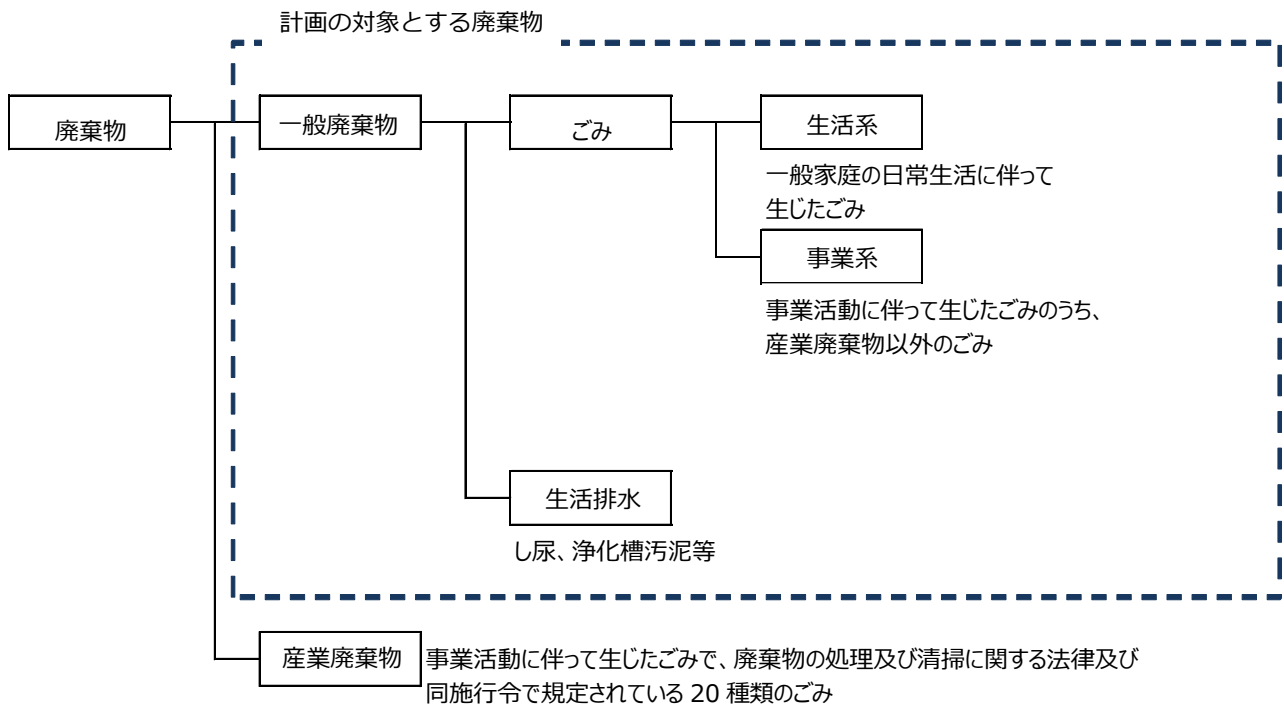 計画の対象とする廃棄物
廃棄物
一般廃棄物
ごみ
生活系
一般家庭の日常生活に伴って
生じたごみ
事業系
事業活動に伴って生じたごみのうち、
産業廃棄物以外のごみ
生活排水
し尿、浄化槽汚泥等
産業廃棄物
事業活動に伴って生じたごみで、廃棄物の処理及び清掃に関する法律及び
同施行令で規定されている 20 種類のごみ